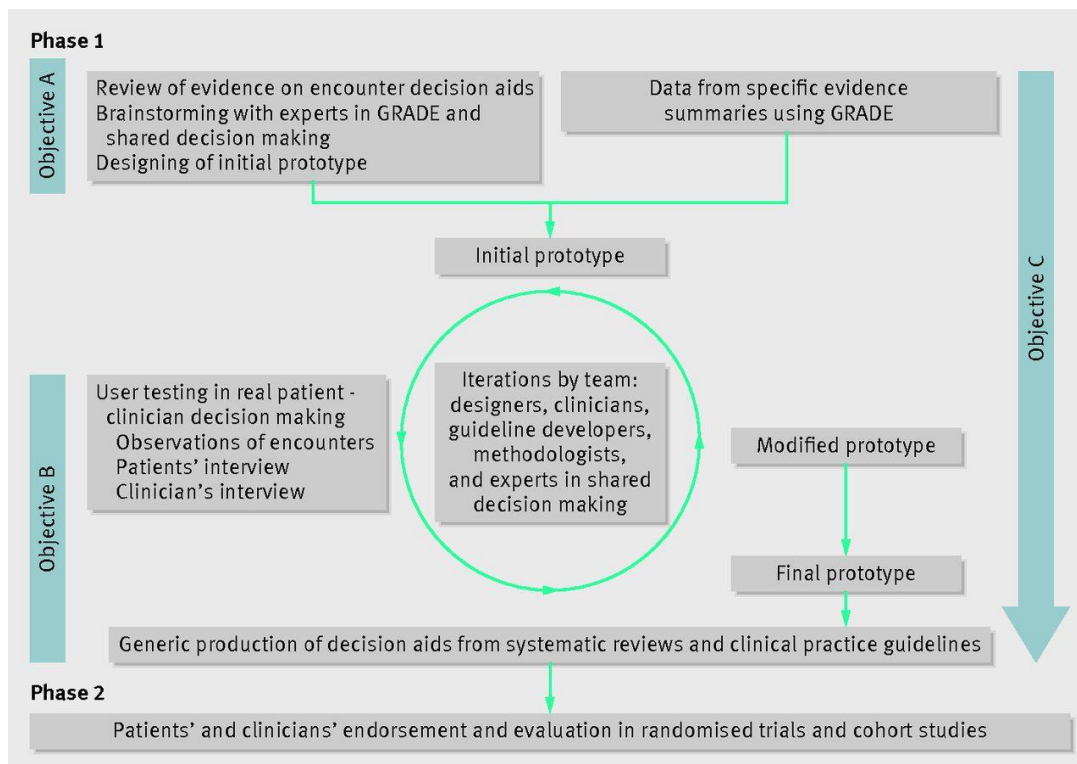 Phase 1
Objective A
Review of evidence on encounter decision aids
Brainstorming with experts in GRADE and
shared decision making
Designing of initial prototype
Data from specific evidence
summaries using GRADE
Objective C
Initial prototype
Objective B
User testing in real patient -
clinician decision making
Observations of encounters
Patients' interview
Clinician's interview
Iterations by team:
designers, clinicians,
guideline developers,
methodologists,
and experts in shared
decision making
Modified prototype
Final prototype
Generic production of decision aids from systematic reviews and clinical practice guidelines
Phase 2
Patients' and clinicians' endorsement and evaluation in randomised trials and cohort studies